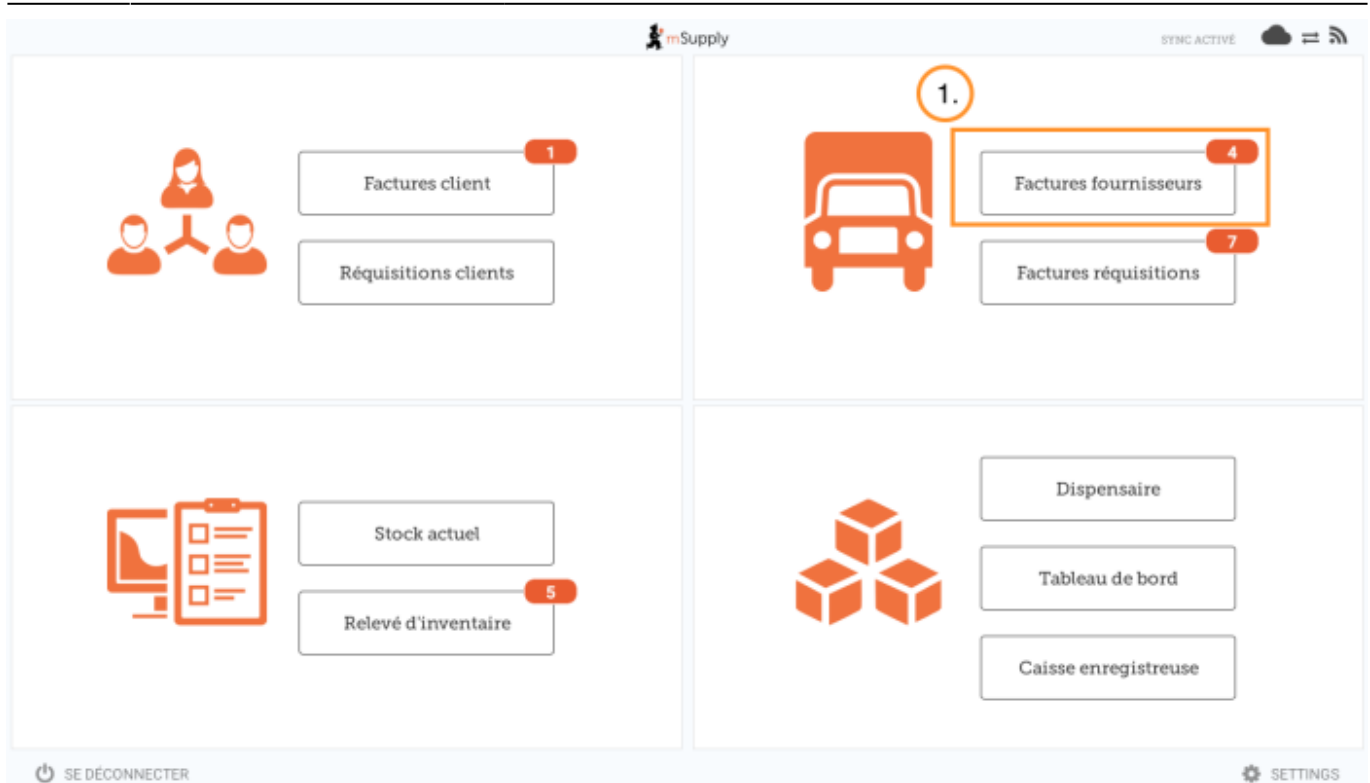 mSupply
SYNC ACTIVÉ
1
Factures client
Réquisitions clients
1.
4
Factures fournisseurs
7
Factures réquisitions
Stock actuel
5
Relevé d'inventaire
Dispensaire
Tableau de bord
Caisse enregistreuse
SE DÉCONNECTER
SETTINGS